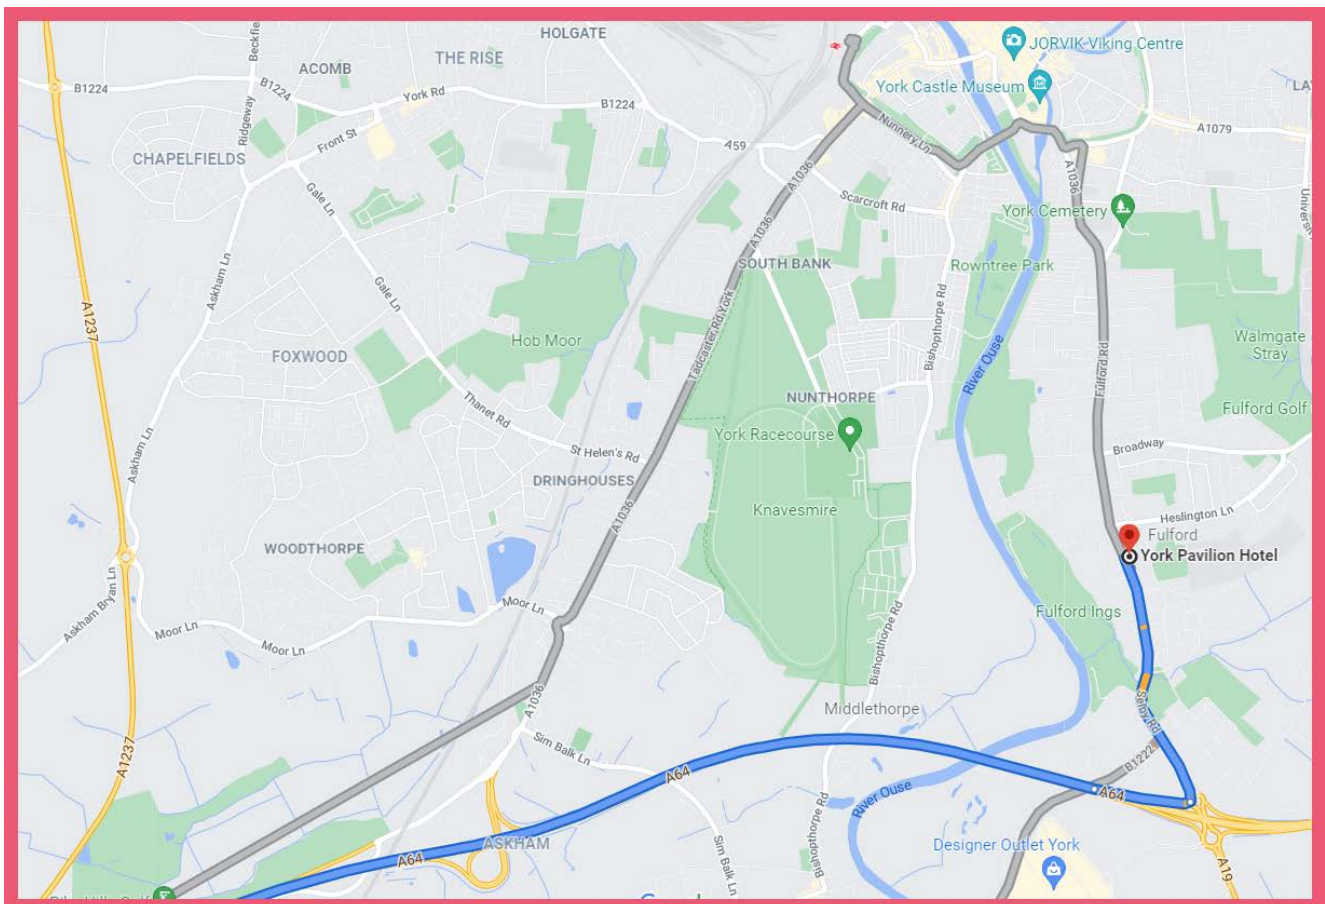 HOLGATE
JORVIK Viking Centre
THE RISE
Beckfie
ACOMB
York Castle Museum
B1224
B1224
York Rd
B1224
Ridgeway
Front St
Nunnery Ln
A1079
A59
CHAPELFIELDS
A1036
A1036
Gale Ln
Scarcroft Rd
York Cemetery
Universi
A1036
SOUTH BANK
Rowntree Park
Askham Ln
Gale Ln
A1237
Tadcaster Rd, York
Bishopthorpe Rd
Hob Moor
Walmgate
Stray
FOXWOOD
River Ouse
Fulford Rd
NUNTHORPE
Fulford Golf
Thanet Rd
York Racecourse
Askham Ln
St Helen's Rd
Broadway
DRINGHOUSES
A1036
Knavesmire
Heslington Ln
Fulford
York Pavilion Hotel
WOODTHORPE
Askham Bryan Ln
Moor Ln
Fulford Ings
Moor Ln
Moor Ln
Bishopthorpe Rd
A1036
Middlethorpe
Selby Rd
Sim Balk Ln
A1237
B1222
A64
A64
River Ouse
Bishopthorpe Rd
ASKHAM
Designer Outlet York
A64
Sim Balk Ln
A19